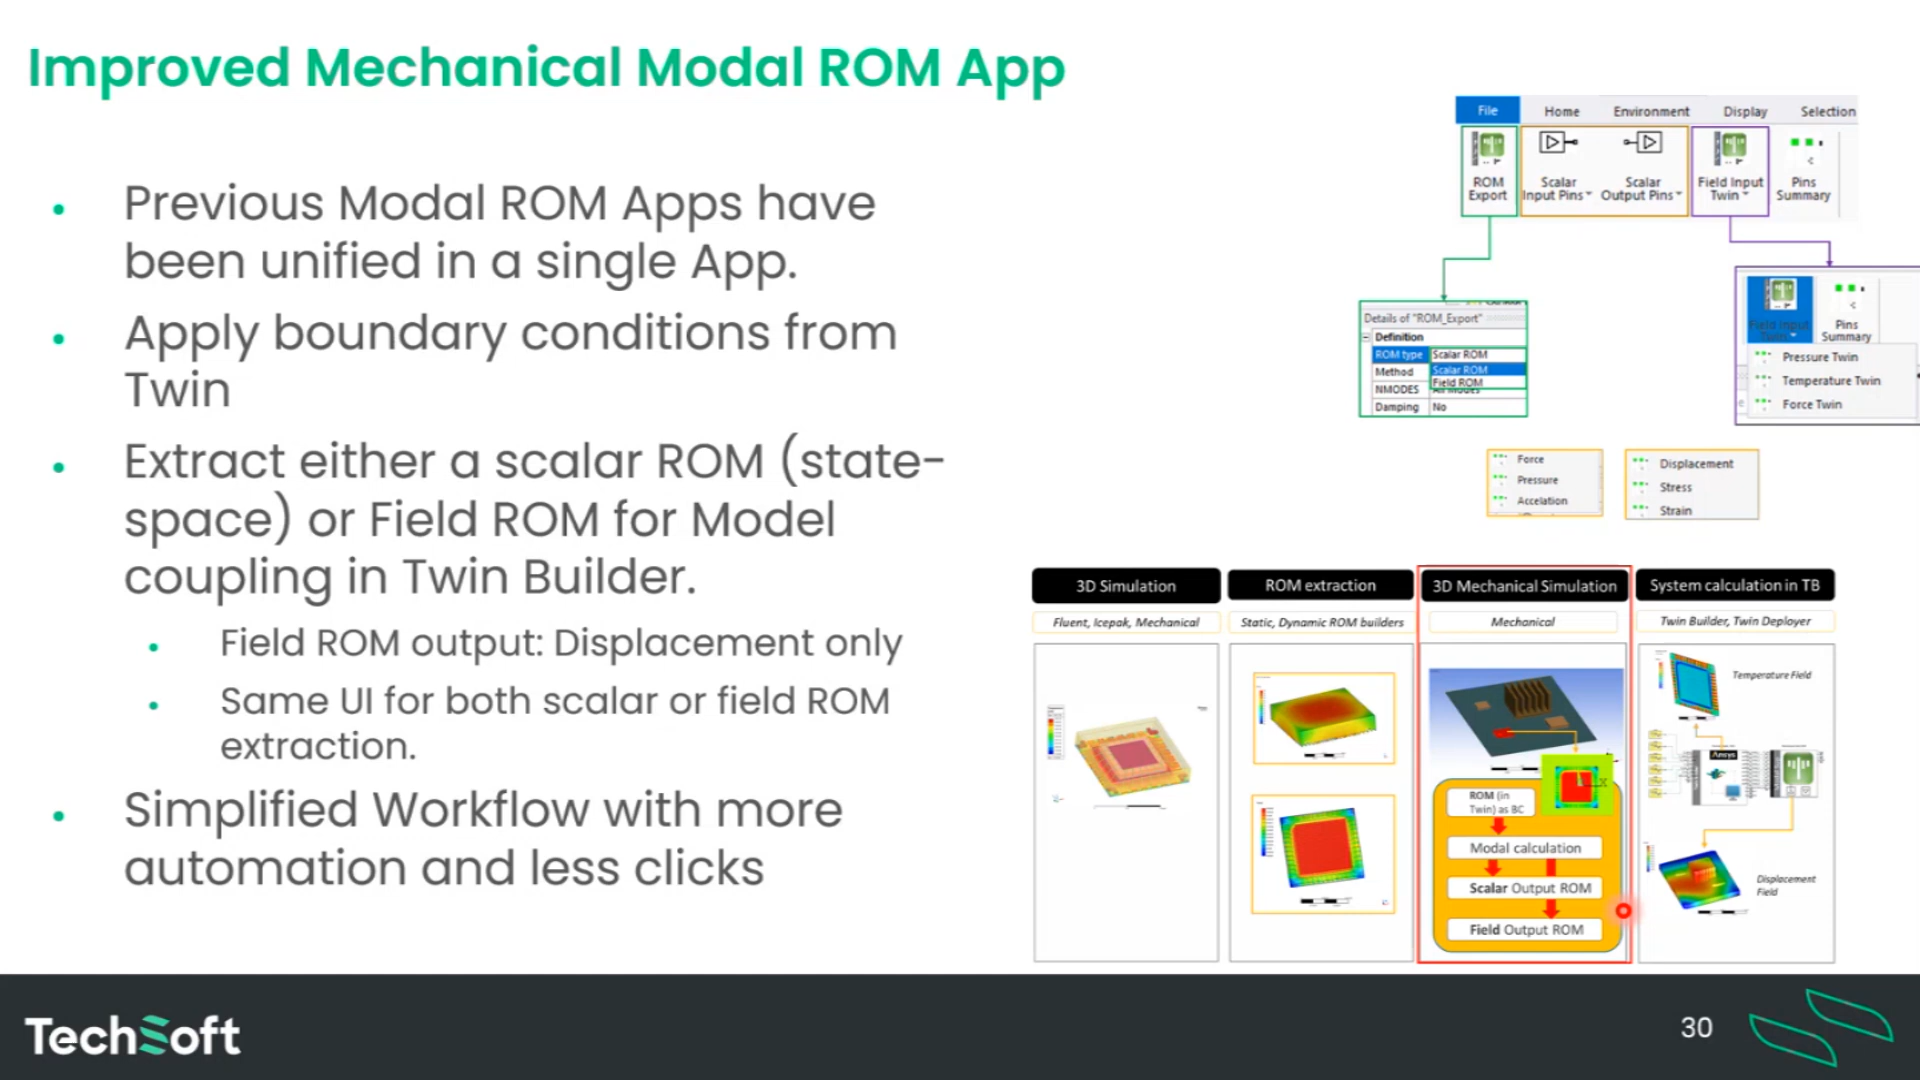 Improved Mechanical Modal ROM App
Previous Modal ROM Apps have
been unified in a single App.
Apply boundary conditions from
Twin
Extract either a scalar ROM (state-
space) or Field ROM for Model
coupling in Twin Builder.
Field ROM output: Displacement only
Same UI for both scalar or field ROM
extraction.
Simplified Workflow with more
automation and less clicks
File Home Environment Display Selection
ROM Export
Scalar Input Pins
Scalar Output Pins
Field Input Twin
Pins Summary
Details of "ROM_Export"
Definition
ROM type Scalar ROM
Method Scalar ROM
Field ROM
NMODES All Modes
Damping No
Field Input
Twin
Pins
Summary
Pressure Twin
Temperature Twin
Force Twin
Force
Pressure
Accelation
Displacement
Stress
Strain
3D Simulation
Fluent, Icepak, Mechanical
ROM extraction
Static, Dynamic ROM builders
3D Mechanical Simulation
Mechanical
ROM (in
Twin) as BC
Modal calculation
Scalar Output ROM
Field Output ROM
System calculation in TB
Twin Builder, Twin Deployer
Temperature Field
Ansys
Displacement
Field
TechSoft
30